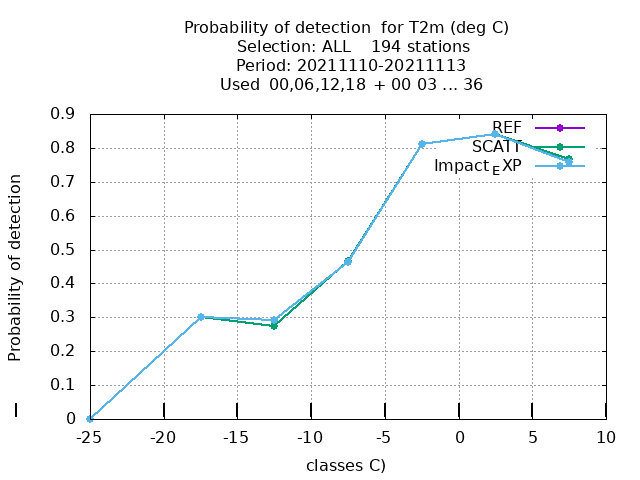 Probability of detection  for T2m (deg C)
Selection: ALL    194 stations
Period: 20211110-20211113
Used  00,06,12,18  + 00 03 ... 36
0.9
0.8
0.7
0.6
0.5
0.4
0.3
0.2
0.1
0
Probability of detection
REF
SCATT
Impact_EXP
-25
-20
-15
-10
-5
0
5
10
classes C)